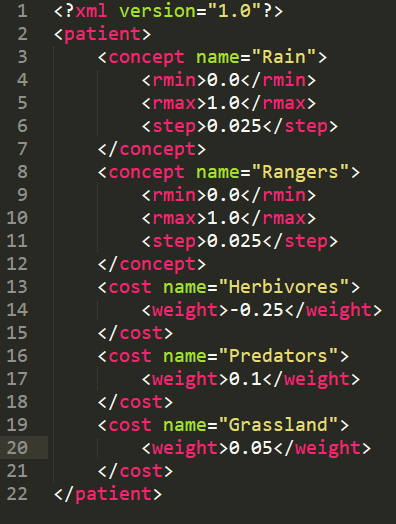 1 <?xml version="1.0"?>
2 <patient>
3     <concept name="Rain">
4         <rmin>0.0</rmin>
5         <rmax>1.0</rmax>
6         <step>0.025</step>
7     </concept>
8     <concept name="Rangers">
9         <rmin>0.0</rmin>
10         <rmax>1.0</rmax>
11         <step>0.025</step>
12     </concept>
13     <cost name="Herbivores">
14         <weight>-0.25</weight>
15     </cost>
16     <cost name="Predators">
17         <weight>0.1</weight>
18     </cost>
19     <cost name="Grassland">
20         <weight>0.05</weight>
21     </cost>
22 </patient>